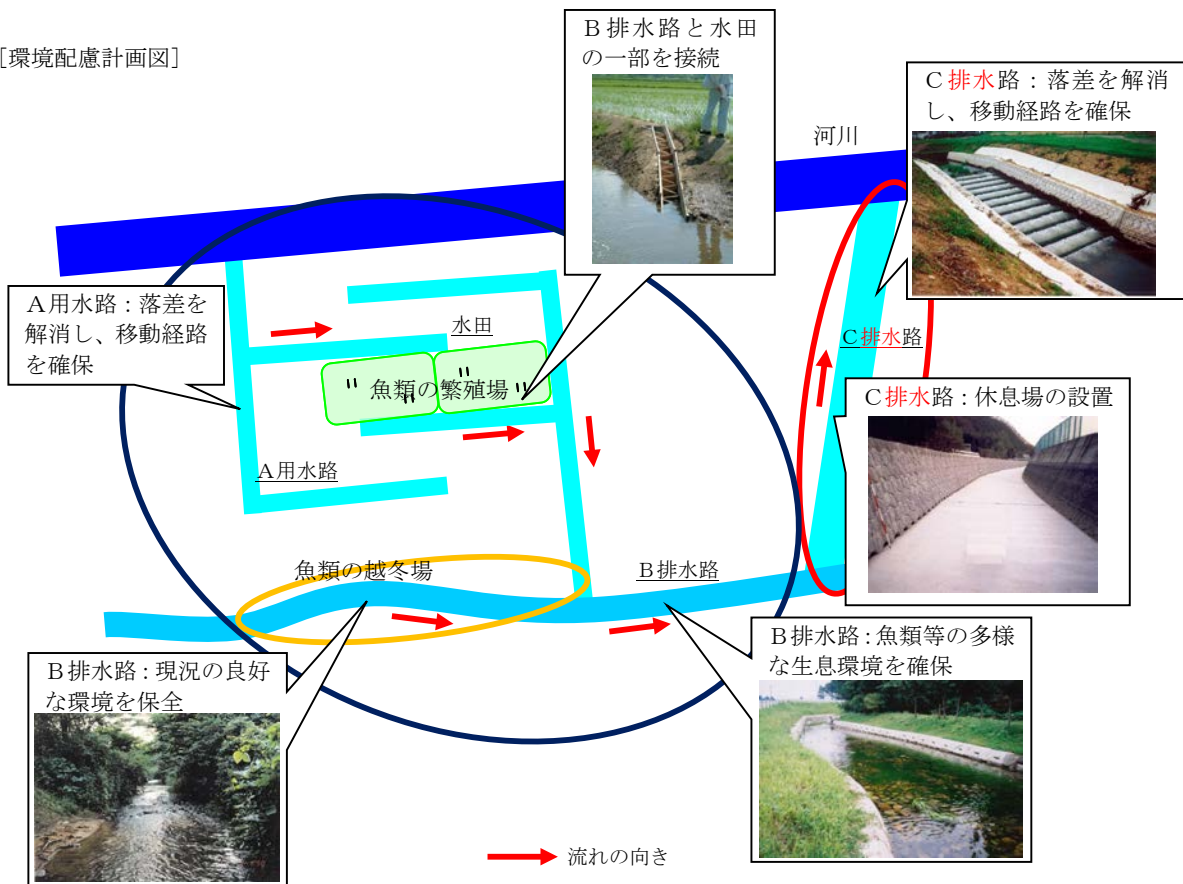 [環境配慮計画図]
B排水路と水田
の一部を接続
C排水路：落差を解消
し、移動経路を確保
河川
A用水路：落差を
解消し、移動経路
を確保
水田
C排水路
魚類の繁殖場
C排水路：休息場の設置
A用水路
魚類の越冬場
B排水路
B排水路：魚類等の多様
な生息環境を確保
B排水路：現況の良好
な環境を保全
流れの向き